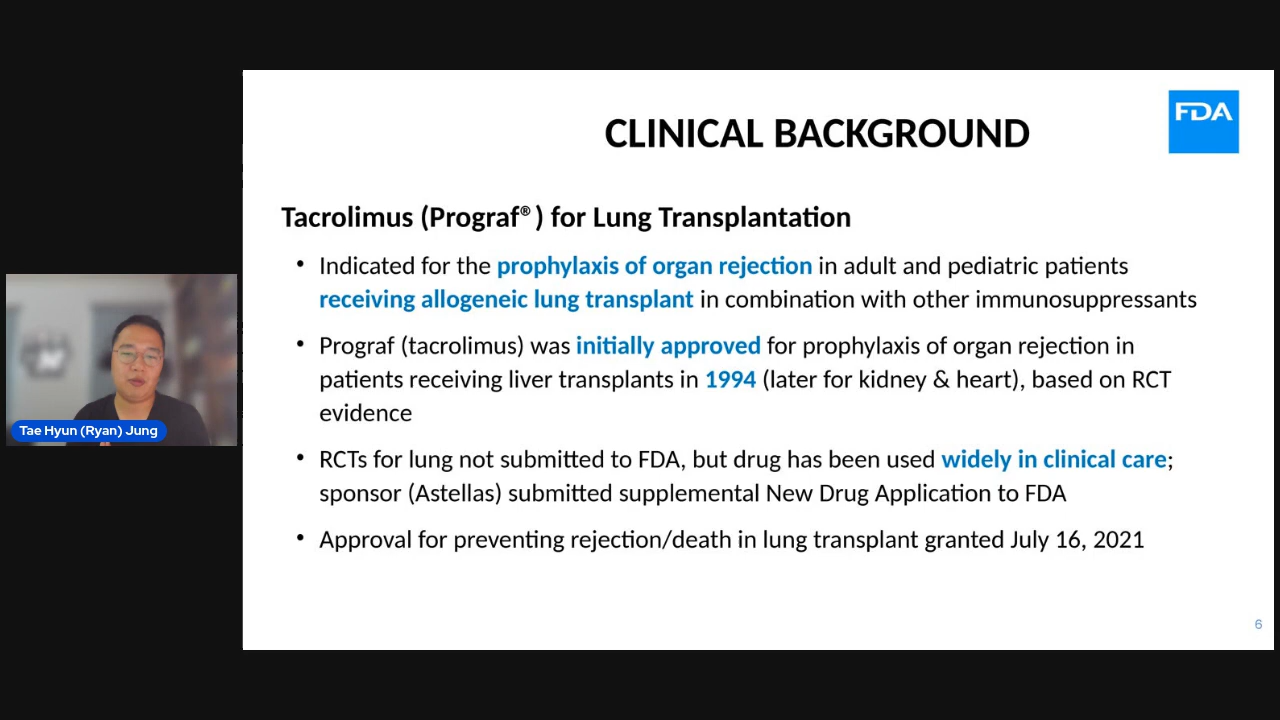 FDA
CLINICAL BACKGROUND
Tacrolimus (Prograf®) for Lung Transplantation
• Indicated for the prophylaxis of organ rejection in adult and pediatric patients
receiving allogeneic lung transplant in combination with other immunosuppressants
• Prograf (tacrolimus) was initially approved for prophylaxis of organ rejection in
patients receiving liver transplants in 1994 (later for kidney & heart), based on RCT
evidence
• RCTs for lung not submitted to FDA, but drug has been used widely in clinical care;
sponsor (Astellas) submitted supplemental New Drug Application to FDA
• Approval for preventing rejection/death in lung transplant granted July 16, 2021
Tae Hyun (Ryan) Jung
6